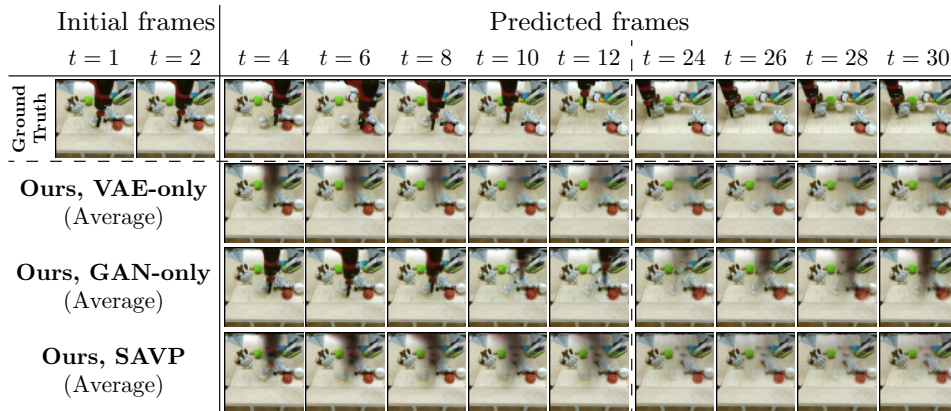 Initial frames Predicted frames
t = 1 t = 2 t = 4 t = 6 t = 8 t = 10 t = 12 t = 24 t = 26 t = 28 t = 30
Ground
Truth
Ours, VAE-only
(Average)
Ours, GAN-only
(Average)
Ours, SAVP
(Average)